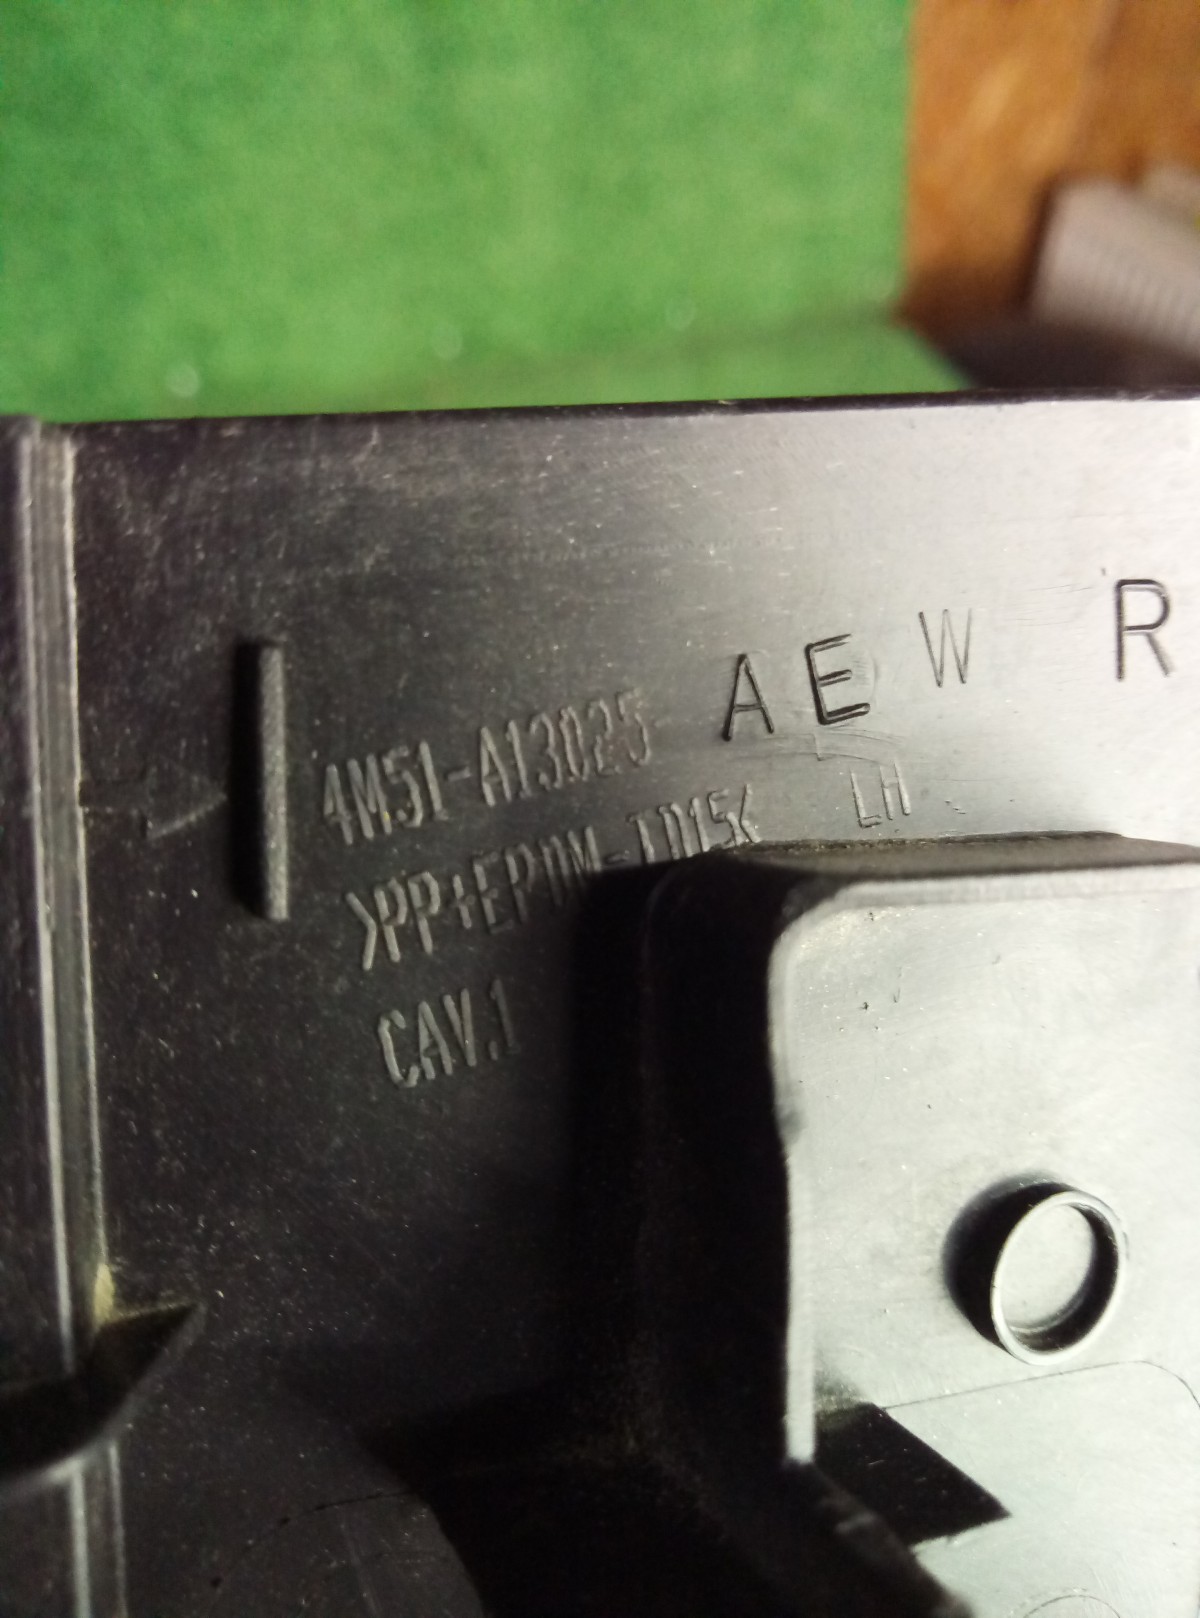 4M51-A13025 AEW R
>PP+EPDM-TD15< LH
CAV.1